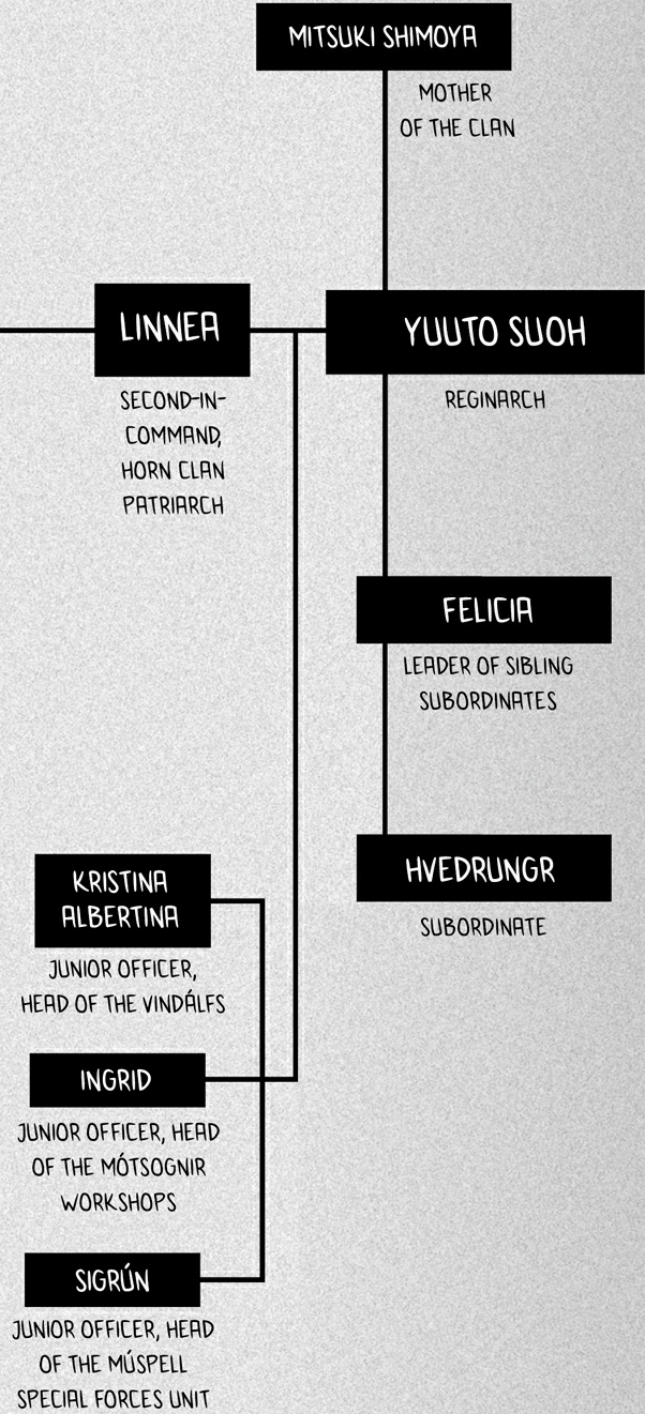 MITSUKI SHIMOYA
MOTHER
OF THE CLAN
LINNEA
SECOND-IN-
COMMAND,
HORN CLAN
PATRIARCH
YUUTO SUOH
REGINARCH
FELICIA
LEADER OF SIBLING
SUBORDINATES
HVEDRUNGR
SUBORDINATE
KRISTINA
ALBERTINA
JUNIOR OFFICER,
HEAD OF THE VINDÁLFS
INGRID
JUNIOR OFFICER, HEAD
OF THE MÓTSOGNIR
WORKSHOPS
SIGRÚN
JUNIOR OFFICER, HEAD
OF THE MÚSPELL
SPECIAL FORCES UNIT